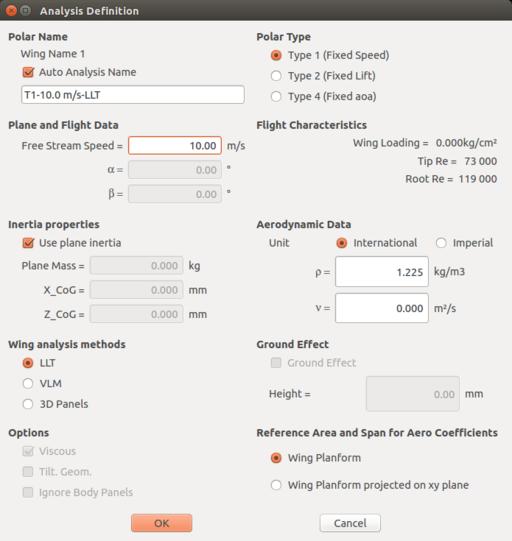 Analysis Definition
Polar Name
Wing Name 1
Auto Analysis Name
T1-10.0 m/s-LLT
Polar Type
Type 1 (Fixed Speed)
Type 2 (Fixed Lift)
Type 4 (Fixed aoa)
Plane and Flight Data
Free Stream Speed = 10.00 m/s
α = 0.00 °
β = 0.00 °
Flight Characteristics
Wing Loading = 0.000kg/cm²
Tip Re = 73 000
Root Re = 119 000
Inertia properties
Use plane inertia
Plane Mass = 0.000 kg
X_CoG = 0.000 mm
Z_CoG = 0.000 mm
Aerodynamic Data
Unit International Imperial
ρ = 1.225 kg/m3
ν = 0.000 m²/s
Wing analysis methods
LLT
VLM
3D Panels
Ground Effect
Ground Effect
Height = 0.00 mm
Options
Viscous
Tilt. Geom.
Ignore Body Panels
Reference Area and Span for Aero Coefficients
Wing Planform
Wing Planform projected on xy plane
OK
Cancel